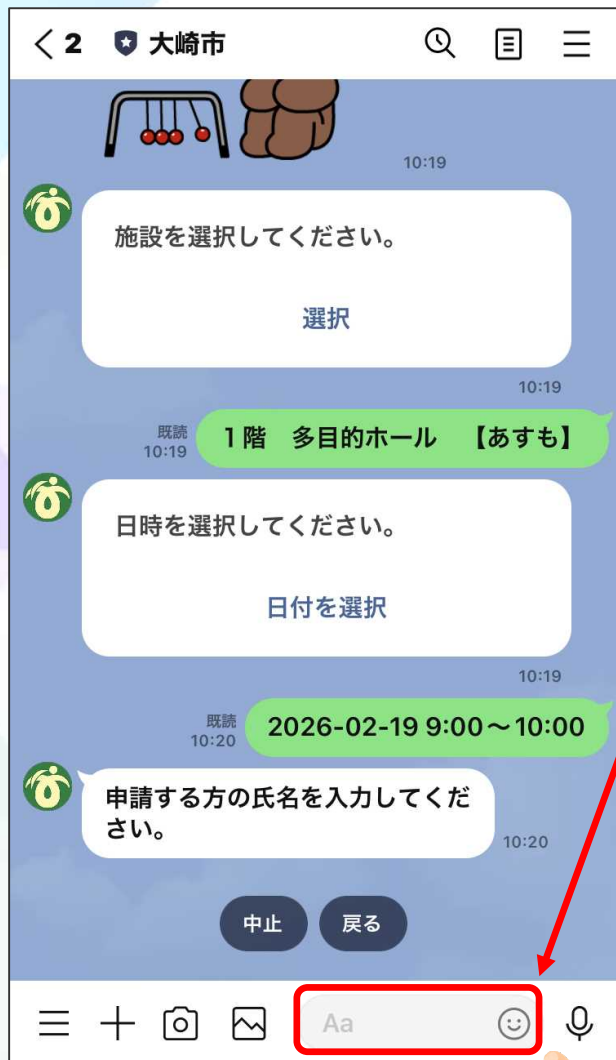 2 大崎市
10:19
施設を選択してください。
選択
10:19
既読
10:19
1階 多目的ホール 【あすも】
日時を選択してください。
日付を選択
10:19
既読
10:20
2026-02-19 9:00～10:00
申請する方の氏名を入力してくだ
さい。
10:20
中止 戻る
Aa